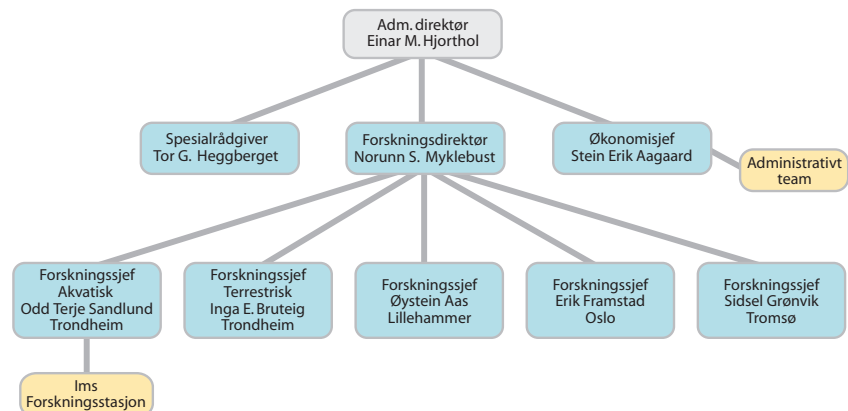 Adm. direktør
Einar M. Hjorthol
Spesialrådgiver
Tor G. Heggberget
Forskningsdirektør
Norunn S. Myklebust
Økonomisjef
Stein Erik Aagaard
Administrativt
team
Forskningssjef
Akvatisk
Odd Terje Sandlund
Trondheim
Forskningssjef
Terrestrisk
Inga E. Bruteig
Trondheim
Forskningssjef
Øystein Aas
Lillehammer
Forskningssjef
Erik Framstad
Oslo
Forskningssjef
Sidsel Grønvik
Tromsø
Ims
Forskningsstasjon